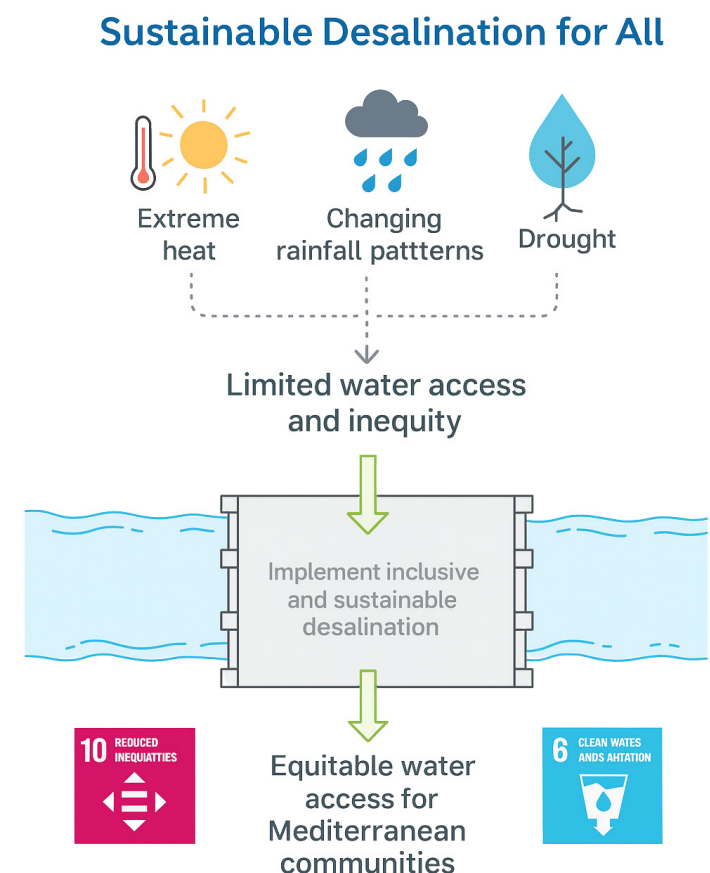 Sustainable Desalination for All
Extreme
heat
Changing
rainfall pattterns
Drought
Limited water access
and inequity
Implement inclusive
and sustainable
desalination
10 REDUCED
INEQUIATTIES
6 CLEAN WATES
ANDS AHTATION
Equitable water
access for
Mediterranean
communities